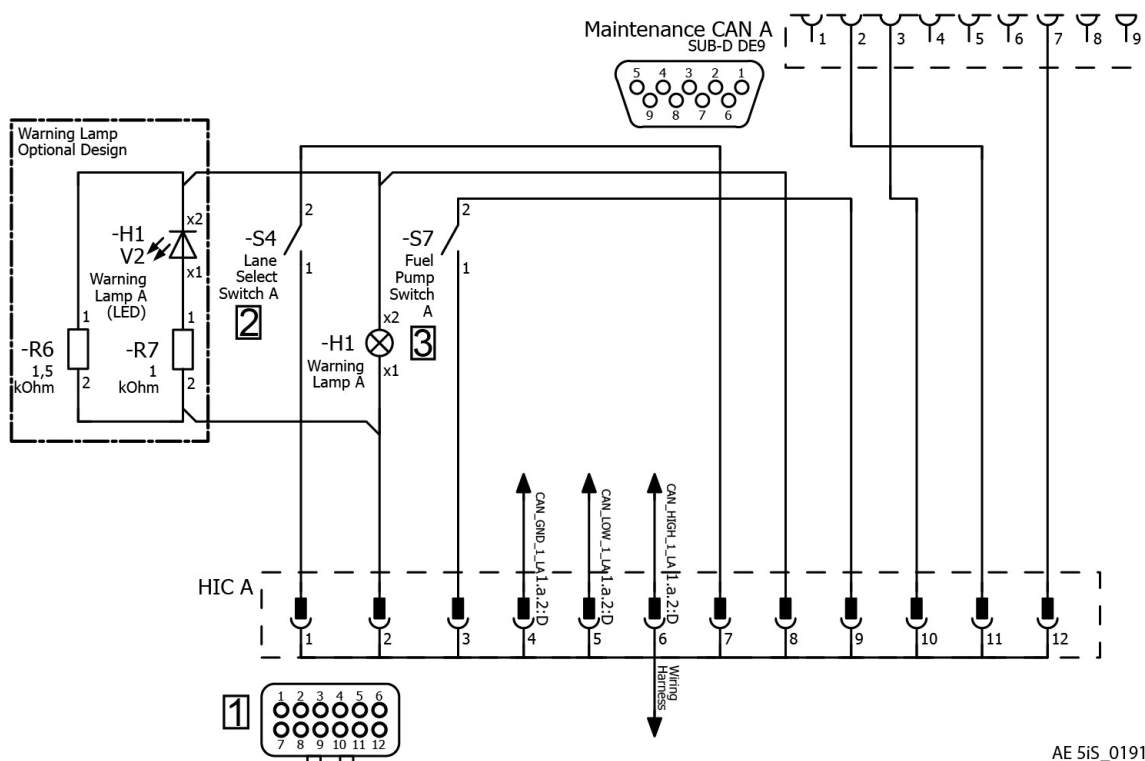 Maintenance CAN A
SUB-D DE9
1 2 3 4 5 6 7 8 9
5 4 3 2 1
9 8 7 6
Warning Lamp
Optional Design
-H1
V2
x2
x1
Warning
Lamp A
(LED)
-R6
1,5
kOhm
1
2
-R7
1
kOhm
1
2
-S4
Lane
Select
Switch A
2
1
2
-H1
Warning
Lamp A
x2
x1
-S7
Fuel
Pump
Switch
A
2
1
3
CAN_GND_1_LA 1.a.2:D
CAN_LOW_1_LA 1.a.2:D
CAN_HIGH_1_LA 1.a.2:D
HIC A
1 2 3 4 5 6 7 8 9 10 11 12
Wiring
Harness
1
1 2 3 4 5 6
7 8 9 10 11 12
AE 5iS_0191